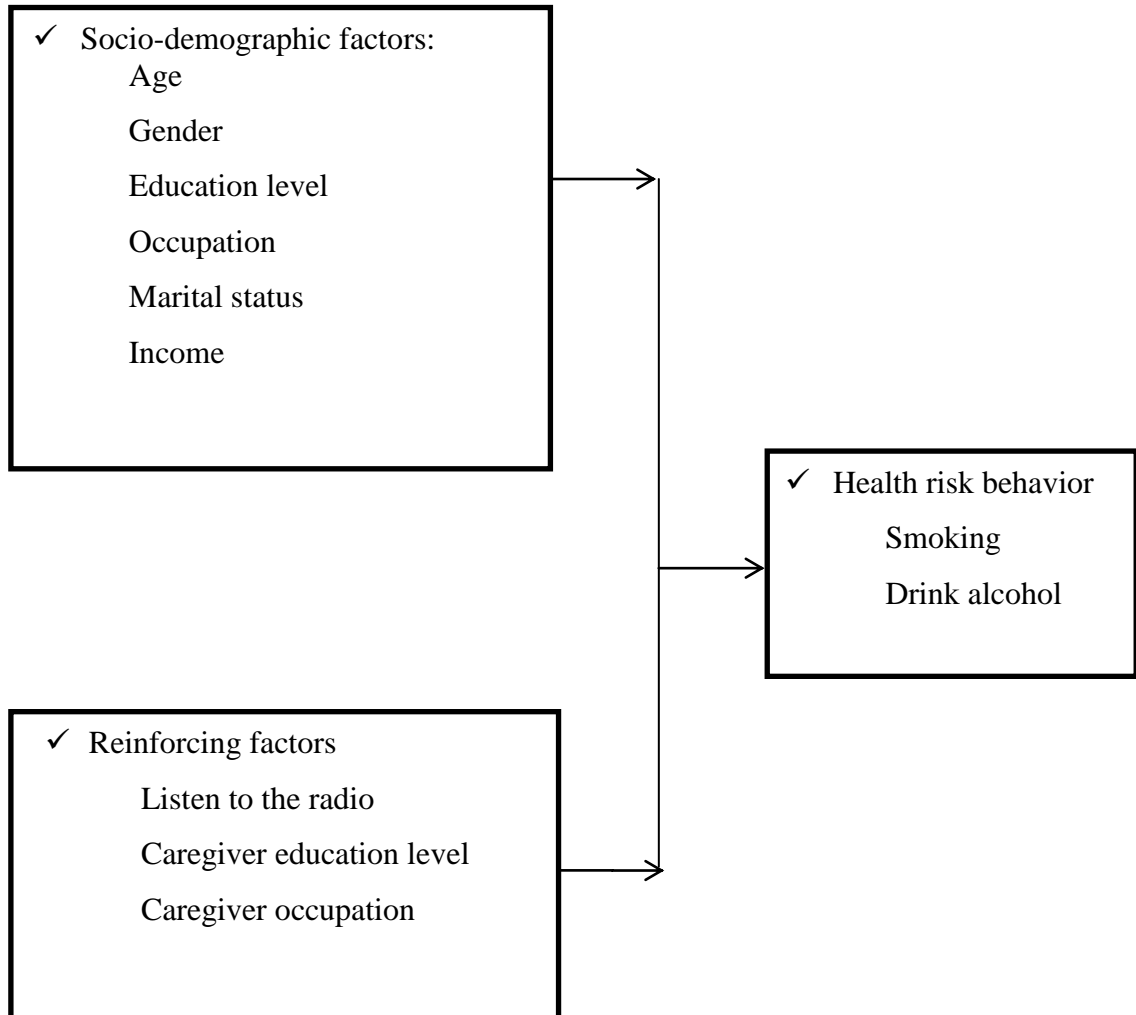 ✓ Socio-demographic factors:
Age
Gender
Education level
Occupation
Marital status
Income
✓ Health risk behavior
Smoking
Drink alcohol
✓ Reinforcing factors
Listen to the radio
Caregiver education level
Caregiver occupation